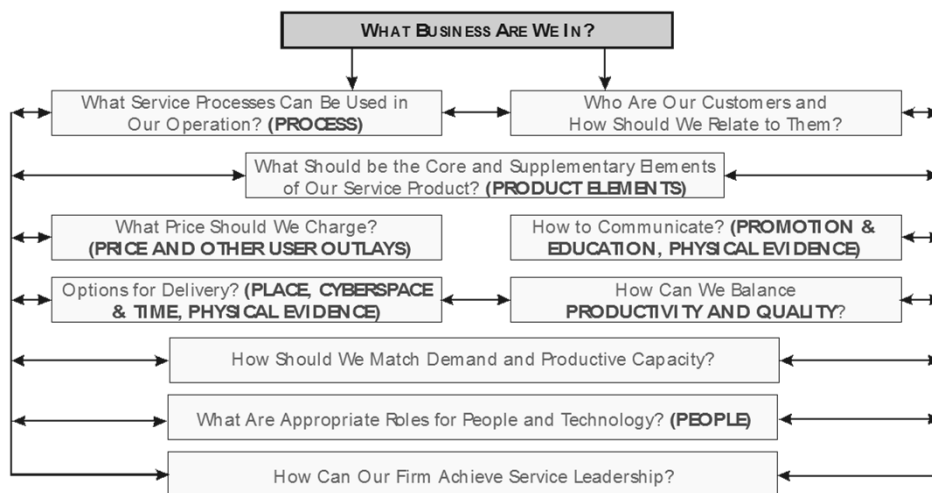 WHAT BUSINESS ARE WE IN?
What Service Processes Can Be Used in
Our Operation? (PROCESS)
Who Are Our Customers and
How Should We Relate to Them?
What Should be the Core and Supplementary Elements
of Our Service Product? (PRODUCT ELEMENTS)
What Price Should We Charge?
(PRICE AND OTHER USER OUTLAYS)
How to Communicate? (PROMOTION &
EDUCATION, PHYSICAL EVIDENCE)
Options for Delivery? (PLACE, CYBERSPACE
& TIME, PHYSICAL EVIDENCE)
How Can We Balance
PRODUCTIVITY AND QUALITY?
How Should We Match Demand and Productive Capacity?
What Are Appropriate Roles for People and Technology? (PEOPLE)
How Can Our Firm Achieve Service Leadership?